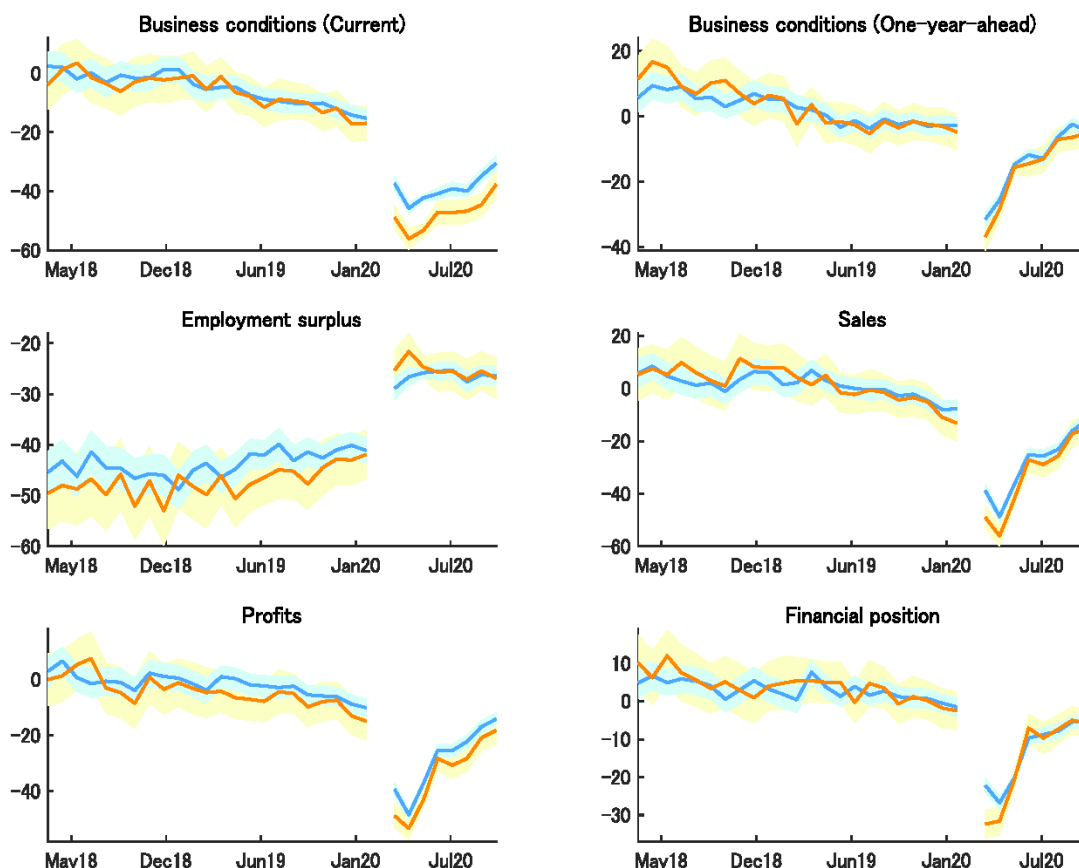 Business conditions (Current)
0
-20
-40
-60
May18 Dec18 Jun19 Jan20 Jul20
Business conditions (One-year-ahead)
20
0
-20
-40
May18 Dec18 Jun19 Jan20 Jul20
Employment surplus
-20
-30
-40
-50
-60
May18 Dec18 Jun19 Jan20 Jul20
Sales
20
0
-20
-40
-60
May18 Dec18 Jun19 Jan20 Jul20
Profits
0
-20
-40
May18 Dec18 Jun19 Jan20 Jul20
Financial position
10
0
-10
-20
-30
May18 Dec18 Jun19 Jan20 Jul20